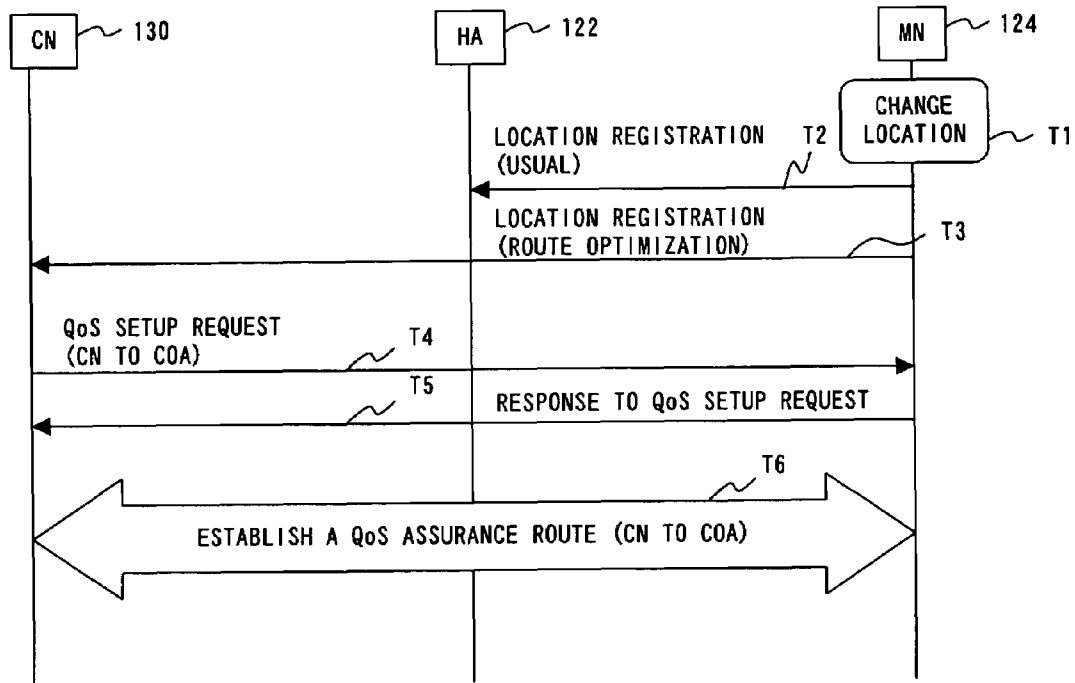 CN 130
HA 122
MN 124
CHANGE
LOCATION T1
LOCATION REGISTRATION T2
(USUAL)
LOCATION REGISTRATION
(ROUTE OPTIMIZATION) T3
QoS SETUP REQUEST
(CN TO COA) T4
T5
RESPONSE TO QoS SETUP REQUEST
T6
ESTABLISH A QoS ASSURANCE ROUTE (CN TO COA)